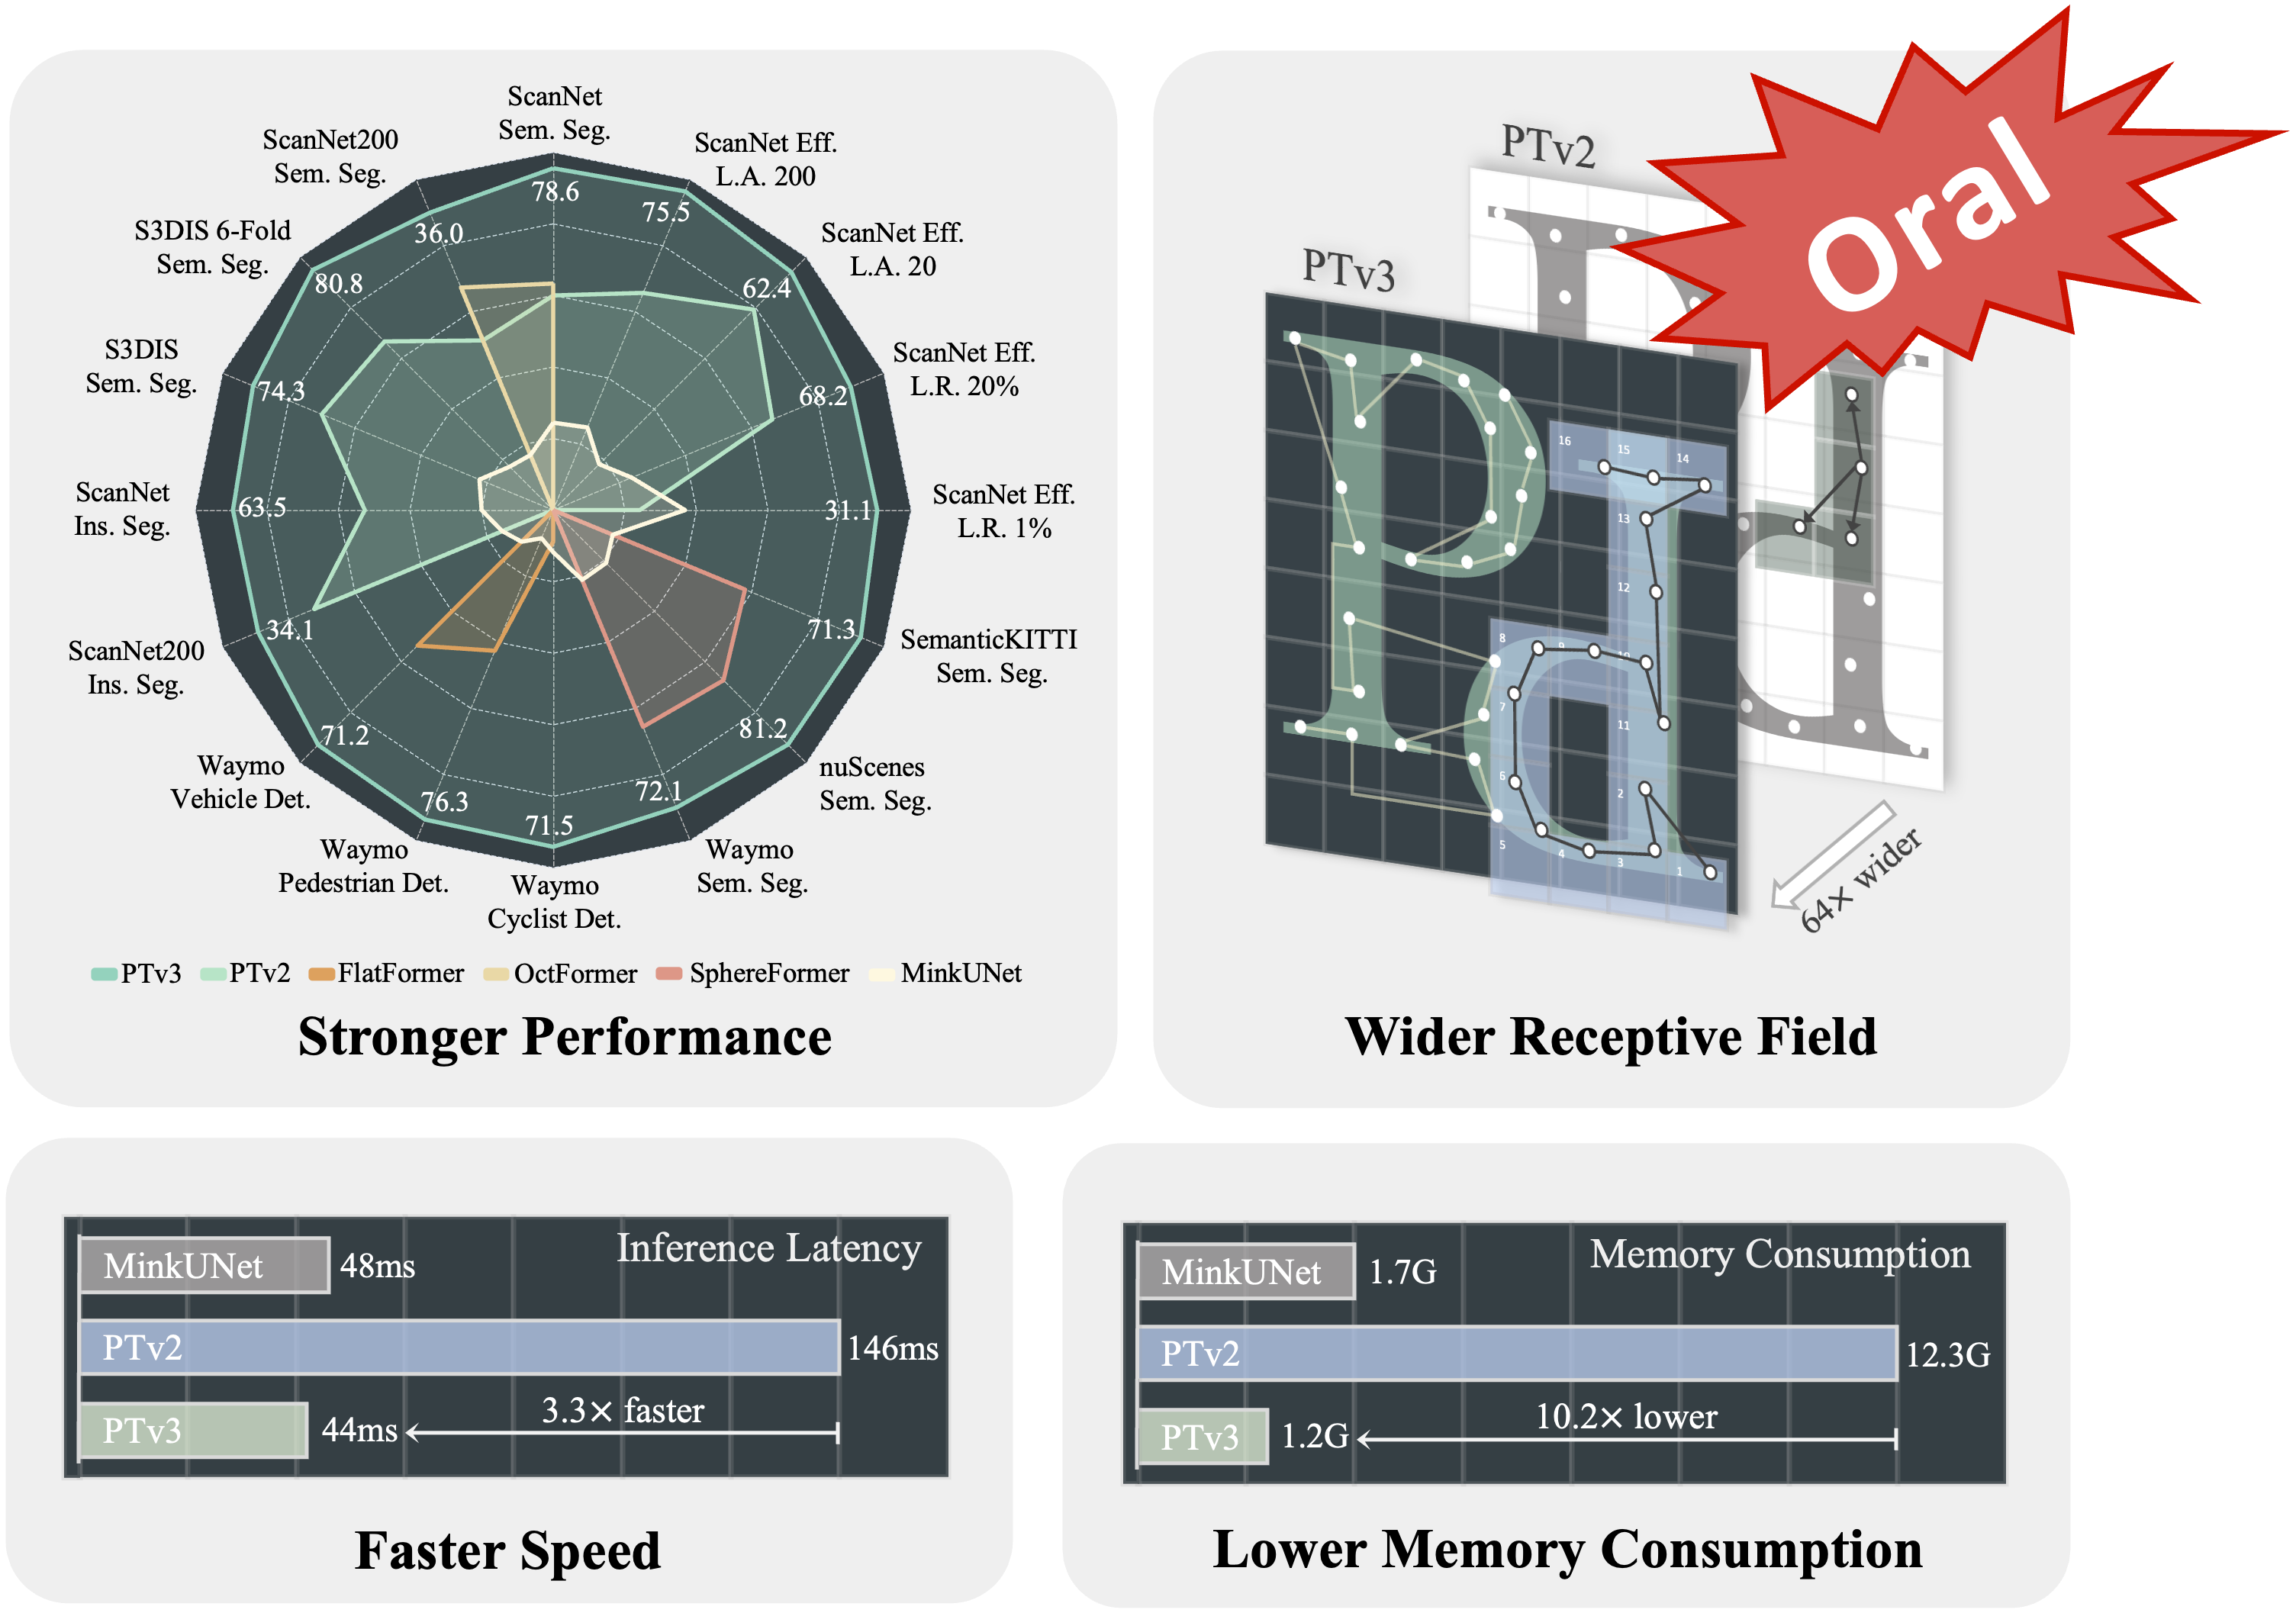 ScanNet
Sem. Seg.
ScanNet Eff.
L.A. 200
ScanNet Eff.
L.A. 20
ScanNet Eff.
L.R. 20%
ScanNet Eff.
L.R. 1%
SemanticKITTI
Sem. Seg.
nuScenes
Sem. Seg.
Waymo
Sem. Seg.
Waymo
Cyclist Det.
Waymo
Pedestrian Det.
Waymo
Vehicle Det.
ScanNet200
Ins. Seg.
ScanNet
Ins. Seg.
S3DIS
Sem. Seg.
S3DIS 6-Fold
Sem. Seg.
ScanNet200
Sem. Seg.
78.6
75.5
62.4
68.2
31.1
71.3
81.2
72.1
71.5
76.3
71.2
34.1
63.5
74.3
80.8
36.0
PTv3
PTv2
FlatFormer
OctFormer
SphereFormer
MinkUNet
Stronger Performance
PTv2
PTv3
Oral
16
15
14
13
12
8
9
10
7
11
6
2
5
4
3
1
64× wider
Wider Receptive Field
Inference Latency
MinkUNet
48ms
PTv2
146ms
PTv3
44ms
3.3× faster
Faster Speed
Memory Consumption
MinkUNet
1.7G
PTv2
12.3G
PTv3
1.2G
10.2× lower
Lower Memory Consumption